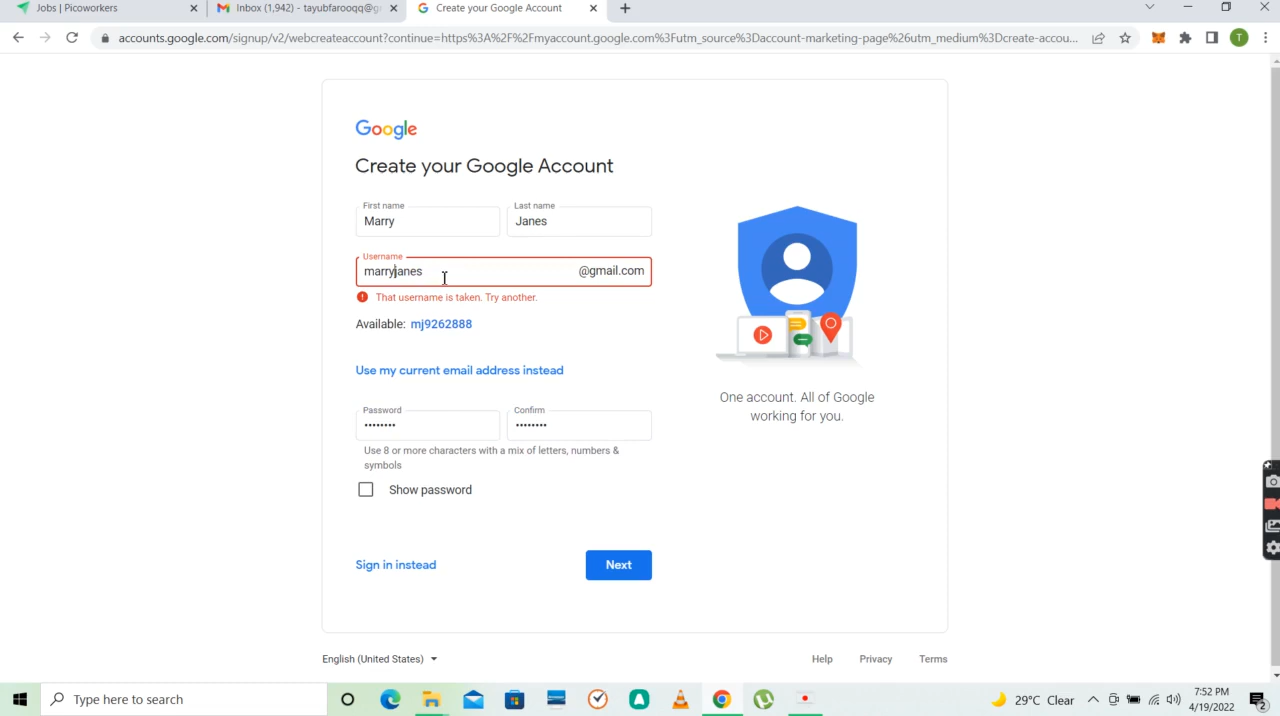 Jobs | Picoworkers
Inbox (1,942) - tayubfarooqq@g
Create your Google Account
accounts.google.com/signup/v2/webcreateaccount?continue=https%3A%2F%2Fmyaccount.google.com%3Futm_source%3Daccount-marketing-page%26utm_medium%3Dcreate-accou...
T
Google
Create your Google Account
First name
Last name
Marry
Janes
Username
marryjanes
@gmail.com
That username is taken. Try another.
Available: mj9262888
Use my current email address instead
Password
Confirm
Use 8 or more characters with a mix of letters, numbers &
symbols
Show password
Sign in instead
Next
One account. All of Google
working for you.
English (United States)
Help
Privacy
Terms
Type here to search
29°C Clear
7:52 PM
4/19/2022
2